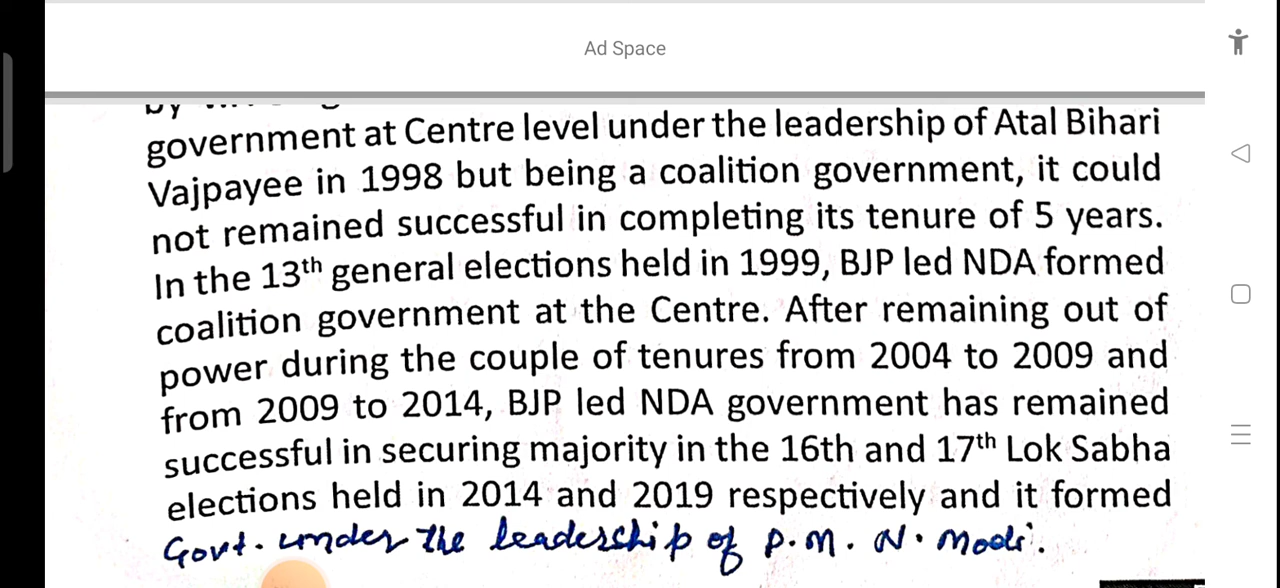 Ad Space
government at Centre level under the leadership of Atal Bihari
Vajpayee in 1998 but being a coalition government, it could
not remained successful in completing its tenure of 5 years.
In the 13th general elections held in 1999, BJP led NDA formed
coalition government at the Centre. After remaining out of
power during the couple of tenures from 2004 to 2009 and
from 2009 to 2014, BJP led NDA government has remained
successful in securing majority in the 16th and 17th Lok Sabha
elections held in 2014 and 2019 respectively and it formed
Govt. under the leadership of P.M. N. Modi.